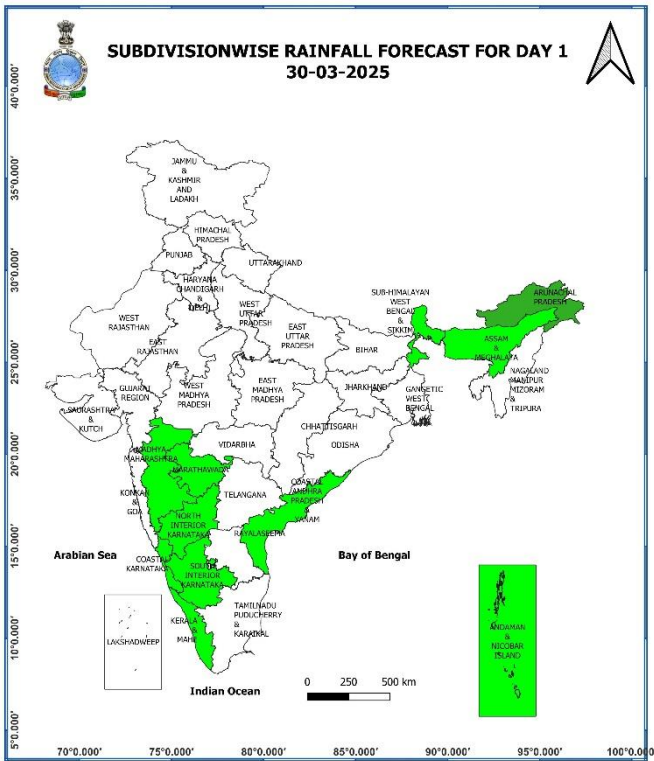 SUBDIVISIONWISE RAINFALL FORECAST FOR DAY 1
30-03-2025
40°0.000'
35°0.000'
30°0.000'
25°0.000'
20°0.000'
15°0.000'
10°0.000'
5°0.000'
JAMMU
&
KASHMIR
AND
LADAKH
HIMACHAL
PRADESH
PUNJAB
UTTARAKHAND
HARYANA
CHANDIGARH
&
DELHI
WEST
RAJASTHAN
EAST
RAJASTHAN
WEST
UTTAR
PRADESH
EAST
UTTAR
PRADESH
SUB-HIMALAYAN
WEST
BENGAL
&
SIKKIM
ARUNACHAL
PRADESH
ASSAM
&
MEGHALAYA
NAGALAND
MANIPUR
MIZORAM
&
TRIPURA
BIHAR
JHARKHAND
GANGETIC
WEST
BENGAL
GUJARAT
REGION
SAURASHTRA
&
KUTCH
WEST
MADHYA
PRADESH
EAST
MADHYA
PRADESH
CHHATTISGARH
ODISHA
VIDARBHA
MADHYA
MAHARASHTRA
MARATHAWADA
KONKAN
&
GOA
TELANGANA
COASTAL
ANDHRA
PRADESH
&
YANAM
NORTH
INTERIOR
KARNATAKA
RAYALASEEMA
COASTAL
KARNATAKA
SOUTH
INTERIOR
KARNATAKA
Arabian Sea
Bay of Bengal
KERALA
&
MAHE
TAMILNADU
PUDUCHERRY
&
KARAIKAL
LAKSHADWEEP
ANDAMAN
&
NICOBAR
ISLAND
Indian Ocean
0 250 500 km
70°0.000' 75°0.000' 80°0.000' 85°0.000' 90°0.000' 95°0.000' 100°0.000'